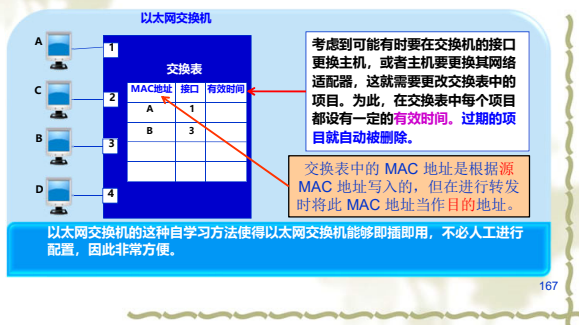 以太网交换机
A
C
B
D
1
2
3
4
交换表
MAC地址 接口 有效时间
A 1
B 3
考虑到可能有时要在交换机的接口
更换主机，或者主机要更换其网络
适配器，这就需要更改交换表中的
项目。为此，在交换表中每个项目
都设有一定的有效时间。过期的项
目就自动被删除。
交换表中的 MAC 地址是根据源
MAC 地址写入的，但在进行转发
时将此 MAC 地址当作目的地址。
以太网交换机的这种自学习方法使得以太网交换机能够即插即用，不必人工进行
配置，因此非常方便。
167